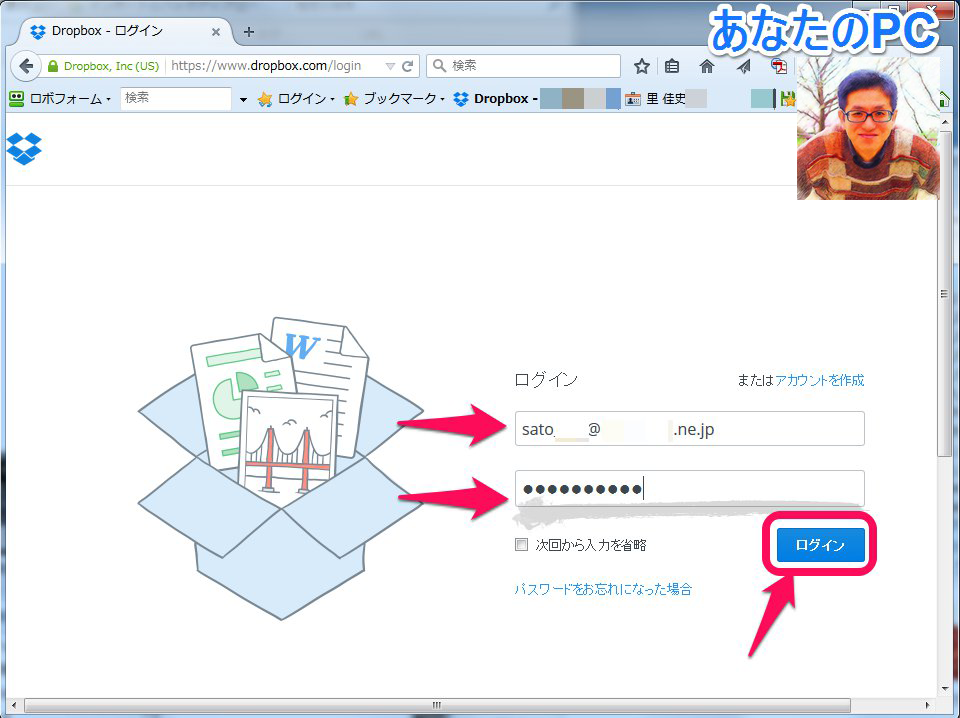 あなたのPC
Dropbox - ログイン
Dropbox, Inc (US) https://www.dropbox.com/login 検索
ロボフォーム 検索 ログイン ブックマーク Dropbox - 里 佳史
W
ログイン または アカウントを作成
sato @ .ne.jp
●●●●●●●●●●
次回から入力を省略 ログイン
パスワードをお忘れになった場合